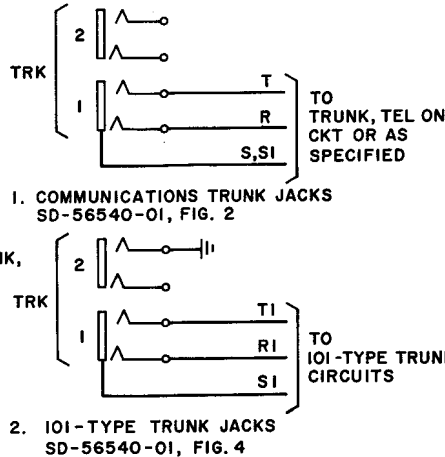 TRK
2
1
T
R
S,S1
TO
TRUNK, TEL ON
CKT OR AS
SPECIFIED
1. COMMUNICATIONS TRUNK JACKS
SD-56540-01, FIG. 2
TRK
2
1
T1
R1
S1
TO
101-TYPE TRUN
CIRCUITS
2. 101-TYPE TRUNK JACKS
SD-56540-01, FIG. 4